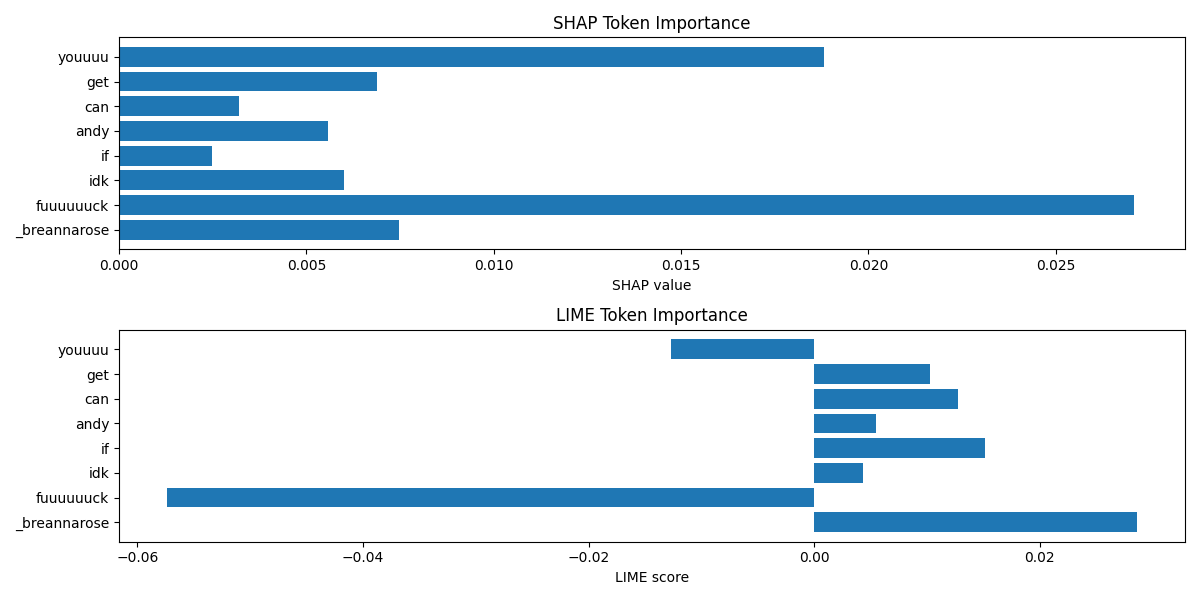 SHAP Token Importance
youuuu
get
can
andy
if
idk
fuuuuuuck
_breannarose
0.000 0.005 0.010 0.015 0.020 0.025
SHAP value
LIME Token Importance
youuuu
get
can
andy
if
idk
fuuuuuuck
_breannarose
−0.06 −0.04 −0.02 0.00 0.02
LIME score